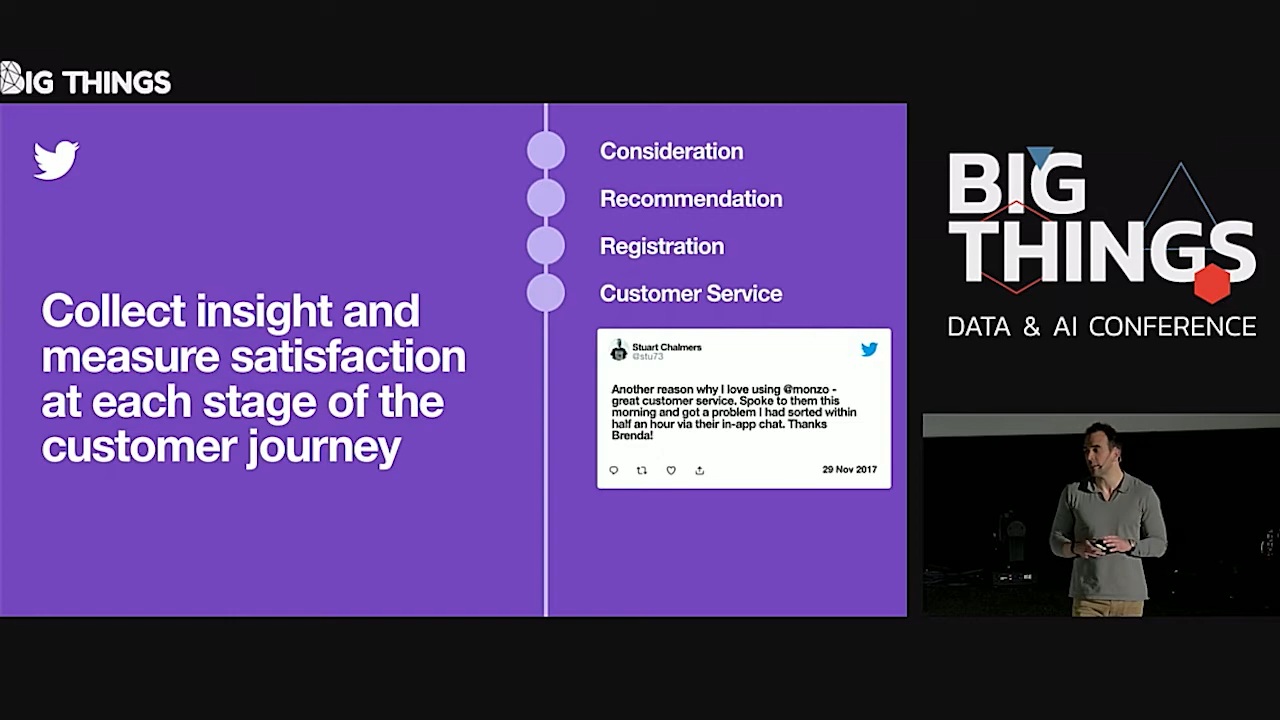 BIG THINGS
Collect insight and
measure satisfaction
at each stage of the
customer journey
Consideration
Recommendation
Registration
Customer Service
Stuart Chalmers
@stu73
Another reason why I love using @monzo -
great customer service. Spoke to them this
morning and got a problem I had sorted within
half an hour via their in-app chat. Thanks
Brenda!
29 Nov 2017
BIG
THINGS
DATA & AI CONFERENCE